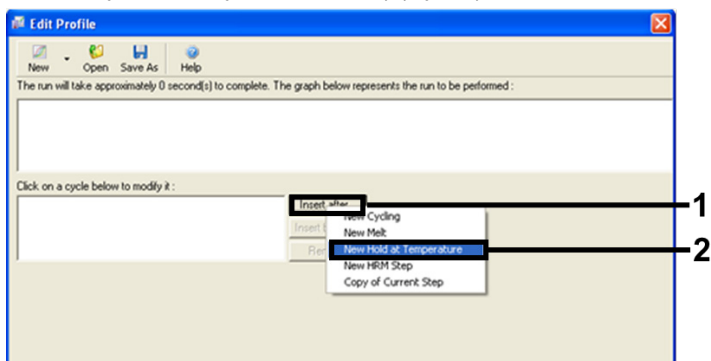 Edit Profile
New Open Save As Help
The run will take approximately 0 second(s) to complete. The graph below represents the run to be performed :
Click on a cycle below to modify it :
Insert after... 1
New Cycling
Insert
New Melt
New Hold at Temperature 2
New HRM Step
Copy of Current Step